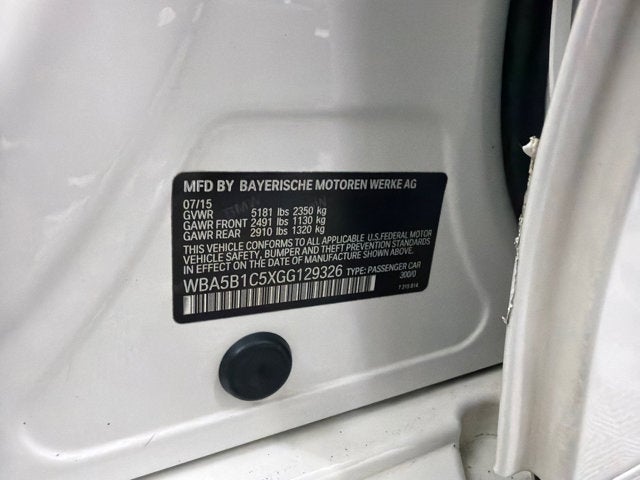 MFD BY BAYERISCHE MOTOREN WERKE AG
07/15
GVWR 5181 lbs 2350 kg
GAWR FRONT 2491 lbs 1130 kg
GAWR REAR 2910 lbs 1320 kg
THIS VEHICLE CONFORMS TO ALL APPLICABLE U.S.FEDERAL MOTOR
VEHICLE SAFETY, BUMPER AND THEFT PREVENTION STANDARDS
IN EFFECT ON THE DATE OF MANUFACTURE SHOWN ABOVE.
WBA5B1C5XGG129326 TYPE: PASSENGER CAR
300/0